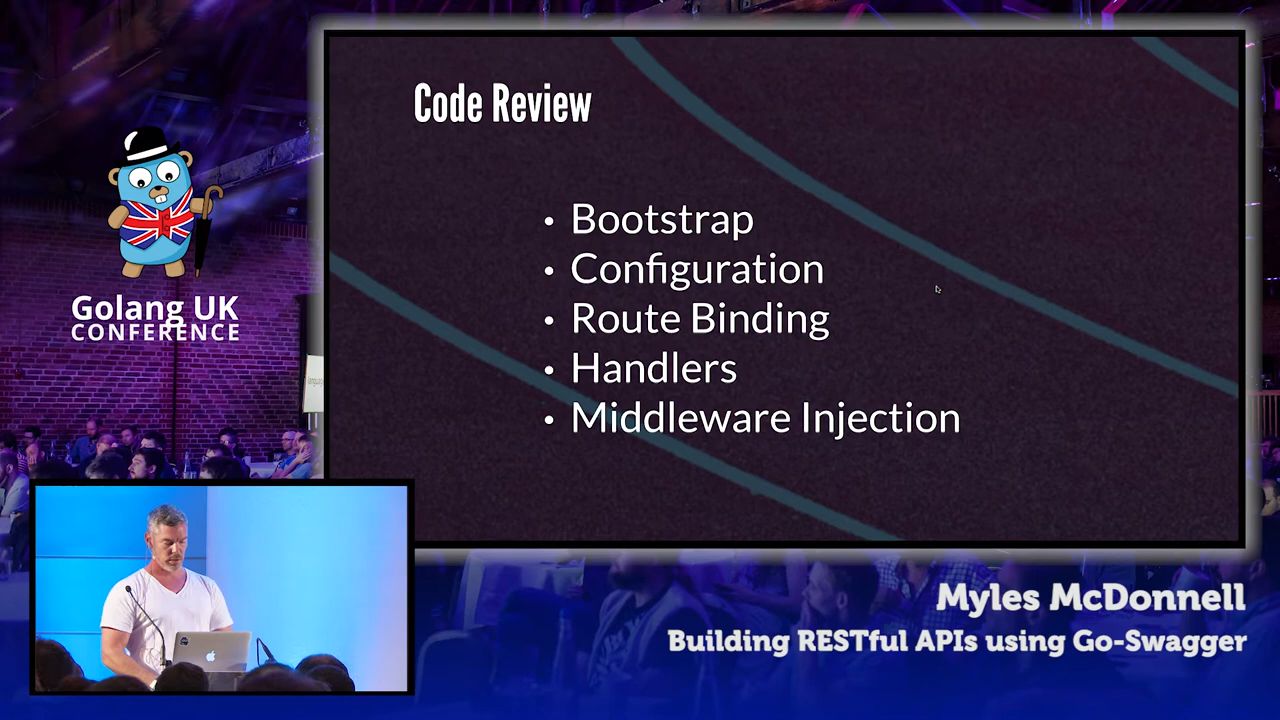 Code Review
• Bootstrap
• Configuration
• Route Binding
• Handlers
• Middleware Injection
Golang UK
CONFERENCE
Myles McDonnell
Building RESTful APIs using Go-Swagger